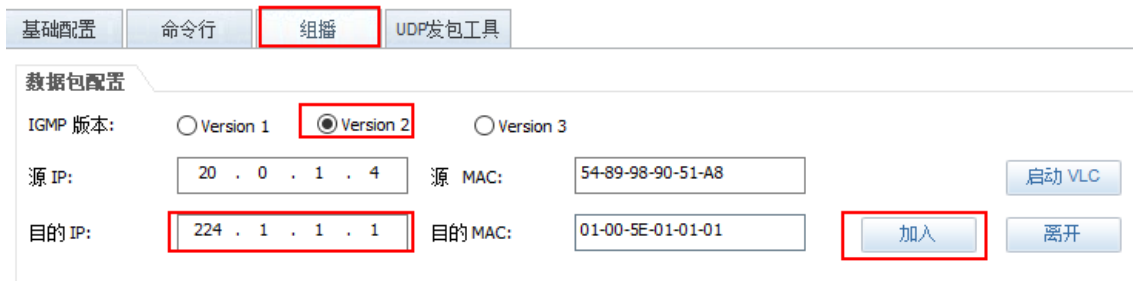 基础配置 命令行 组播 UDP发包工具
数据包配置
IGMP 版本: Version 1 Version 2 Version 3
源 IP: 20 . 0 . 1 . 4 源 MAC: 54-89-98-90-51-A8 启动 VLC
目的 IP: 224 . 1 . 1 . 1 目的 MAC: 01-00-5E-01-01-01 加入 离开